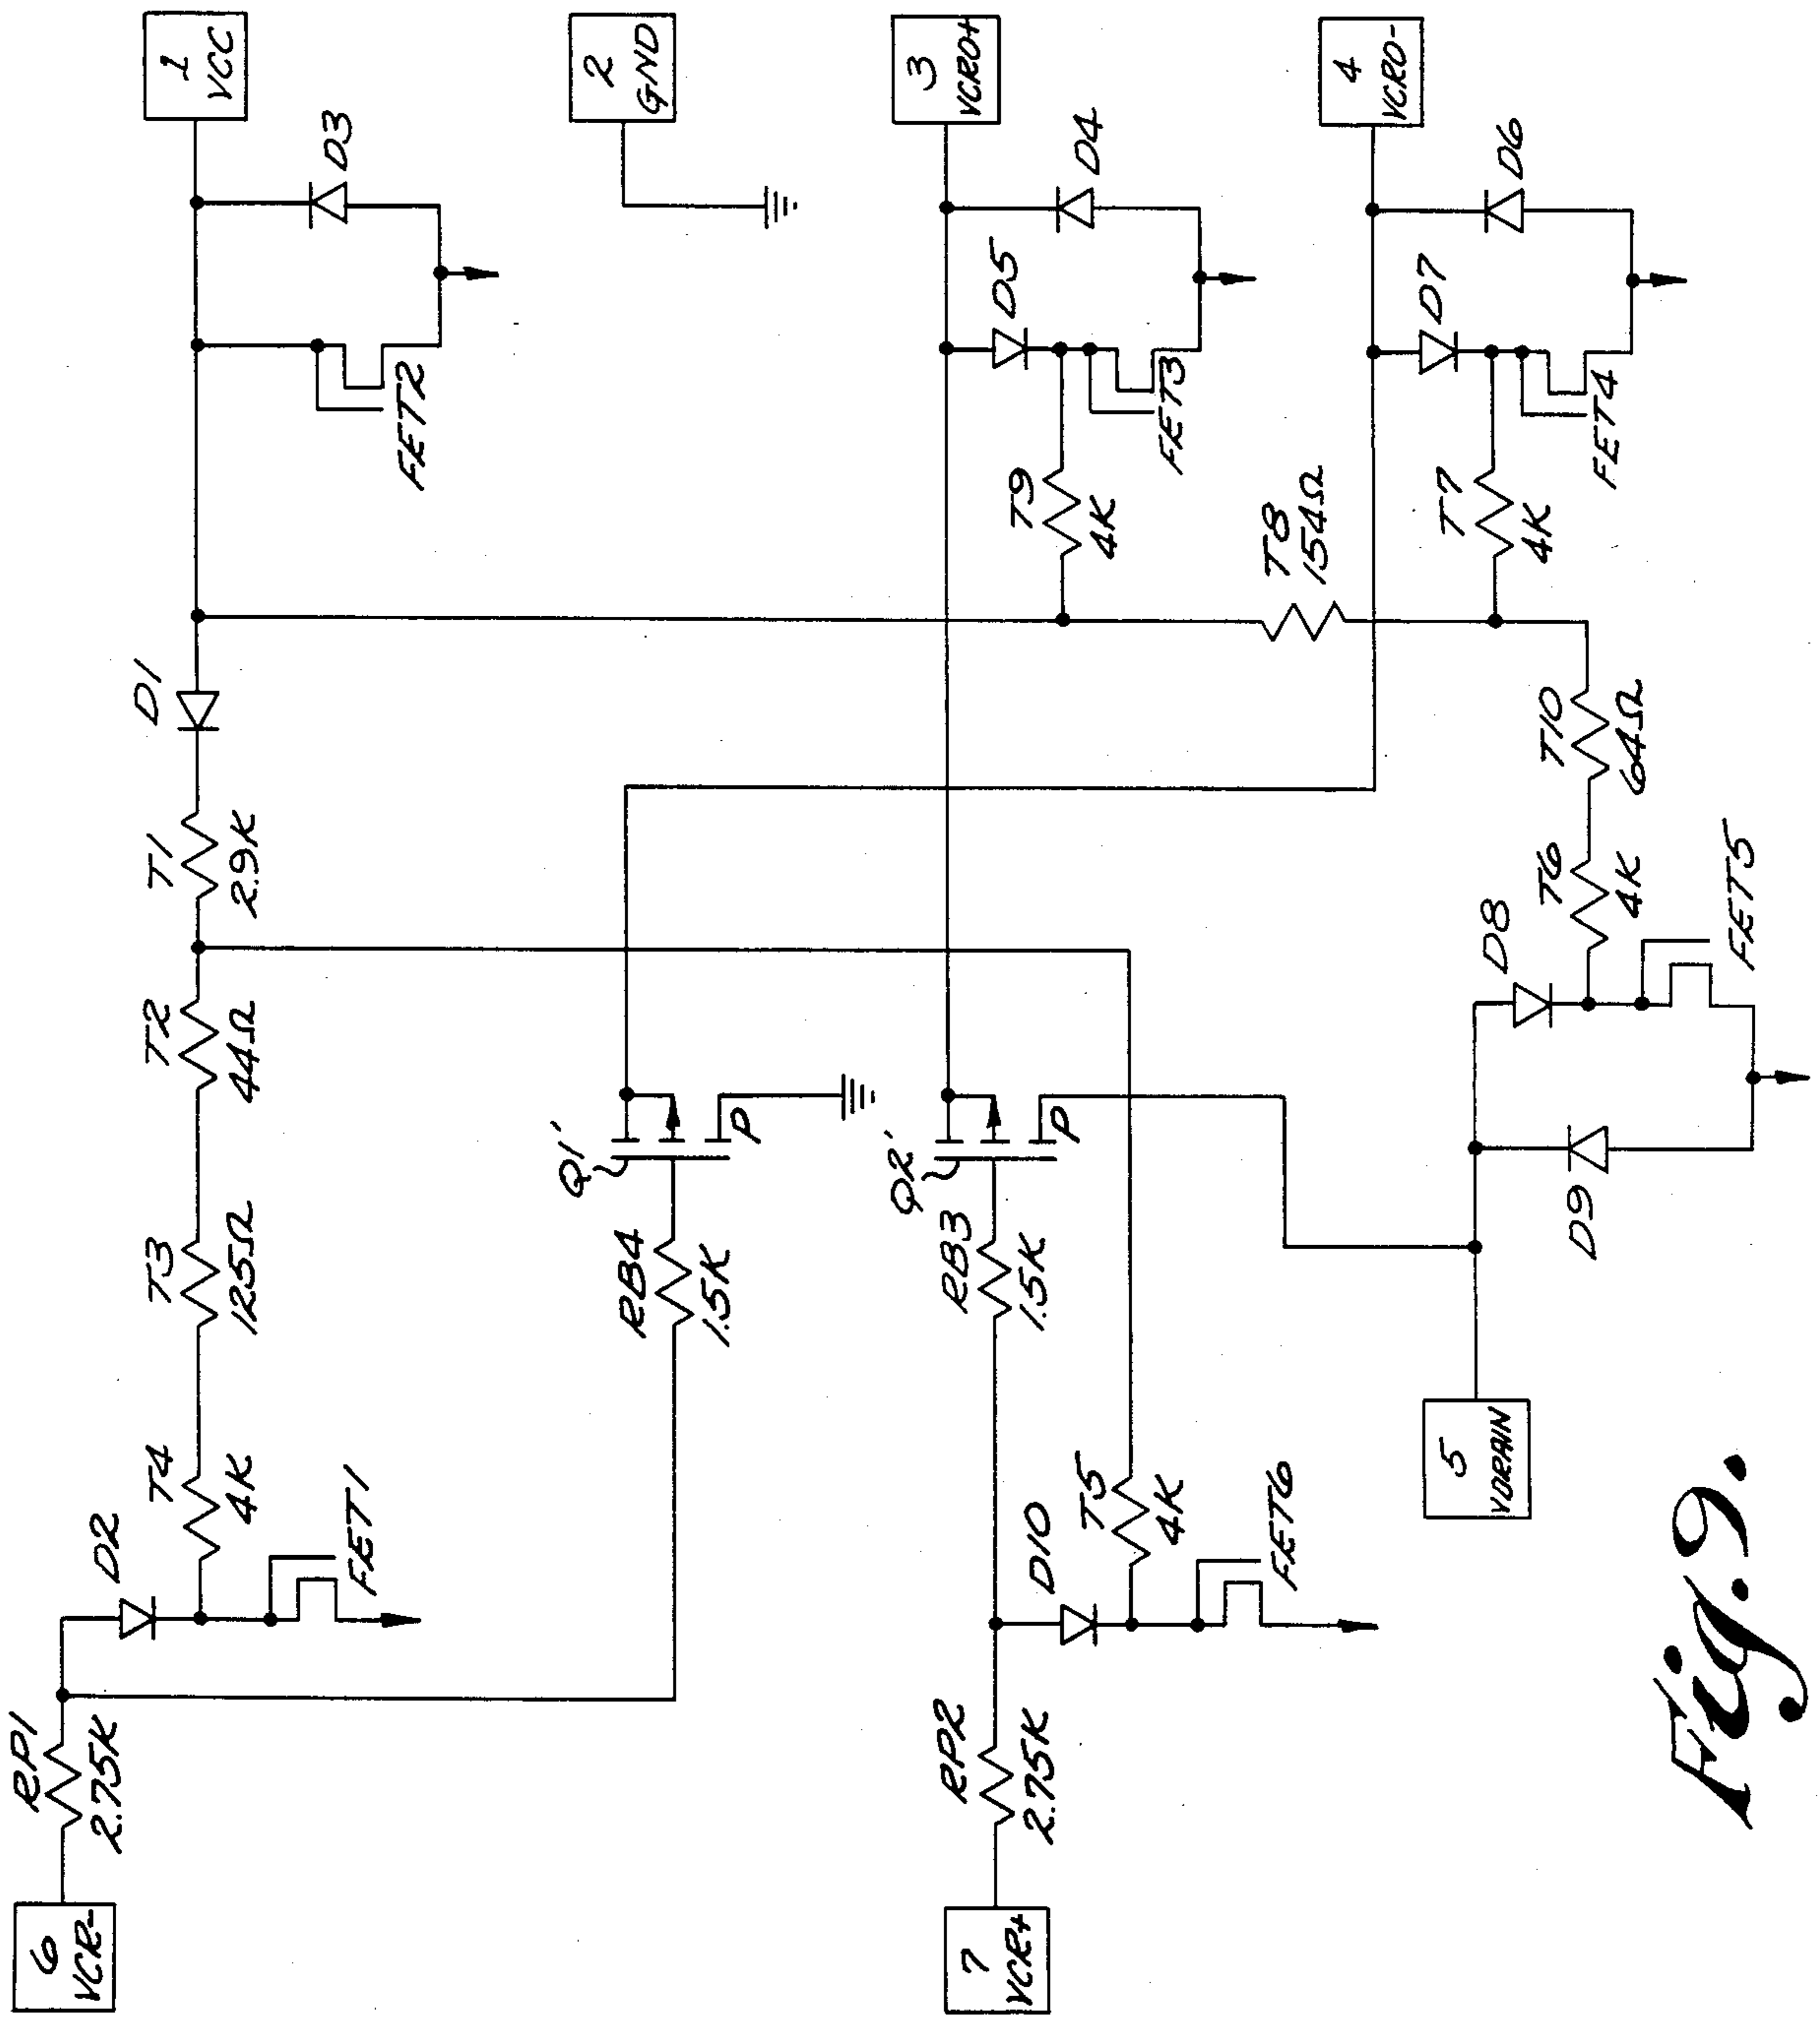 1
VCC
2
GND
3
VCRO+
4
VCRO-
D3
D4
D6
D5
D7
FET2
FET3
FET4
T9
4K
T8
154Ω
T7
4K
D1
T1
2.9K
T10
64Ω
T6
4K
T2
44Ω
D8
FET5
Q1'
P
Q2'
P
D9
T3
125Ω
RB4
1.5K
RB3
1.5K
T4
4K
D2
FET1
D10
T5
4K
FET6
5
VDRAIN
RP1
2.75K
RP2
2.75K
6
VCR-
7
VCR+
Fig. 9.